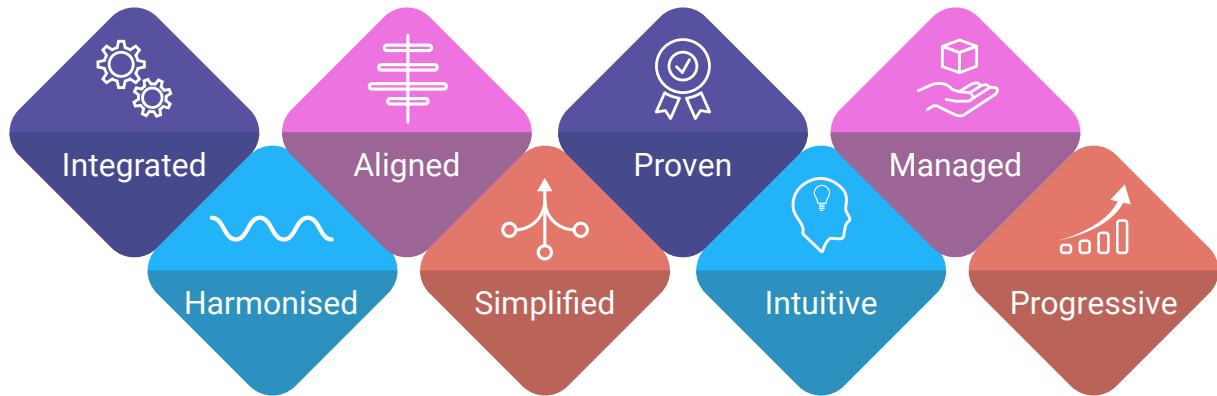 Integrated
Aligned
Proven
Managed
Harmonised
Simplified
Intuitive
Progressive